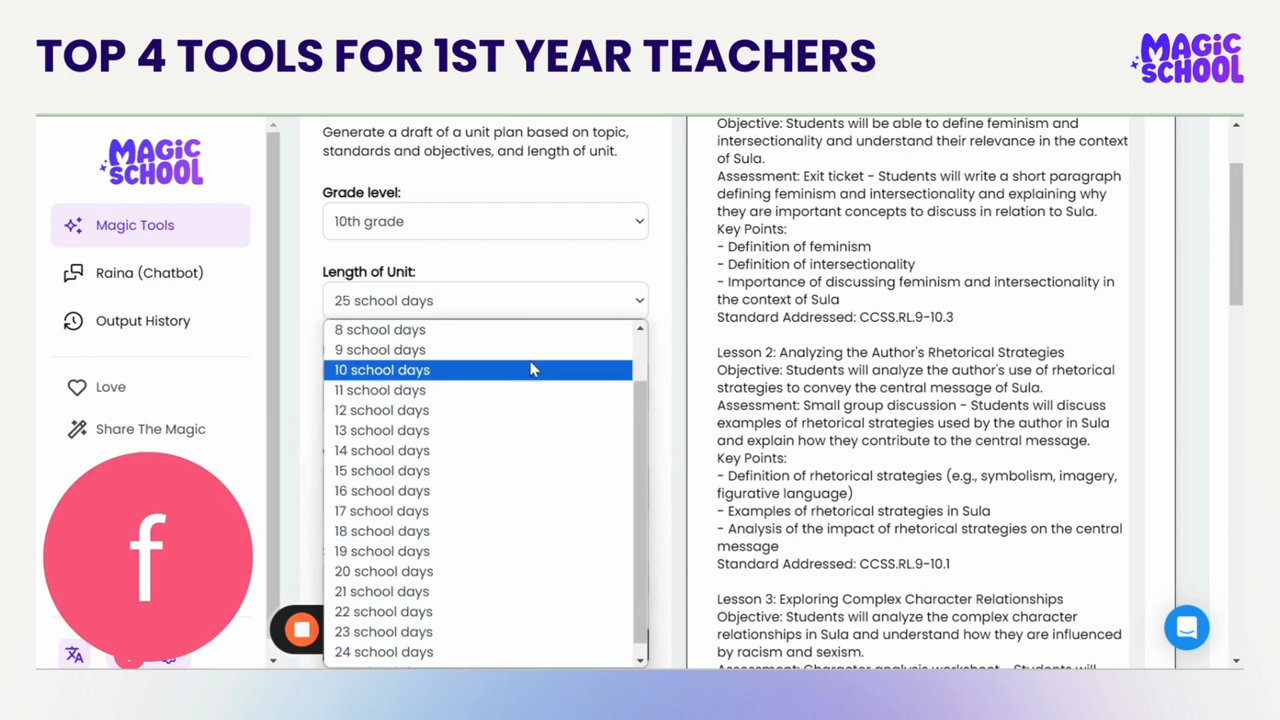 TOP 4 TOOLS FOR 1ST YEAR TEACHERS
MAGiC
SCHOOL
MAGiC
SCHOOL
Magic Tools
Raina (Chatbot)
Output History
Love
Share The Magic
f
Generate a draft of a unit plan based on topic,
standards and objectives, and length of unit.
Grade level:
10th grade
Length of Unit:
25 school days
8 school days
9 school days
10 school days
11 school days
12 school days
13 school days
14 school days
15 school days
16 school days
17 school days
18 school days
19 school days
20 school days
21 school days
22 school days
23 school days
24 school days
Objective: Students will be able to define feminism and
intersectionality and understand their relevance in the context
of Sula.
Assessment: Exit ticket - Students will write a short paragraph
defining feminism and intersectionality and explaining why
they are important concepts to discuss in relation to Sula.
Key Points:
- Definition of feminism
- Definition of intersectionality
- Importance of discussing feminism and intersectionality in
the context of Sula
Standard Addressed: CCSS.RL.9-10.3
Lesson 2: Analyzing the Author's Rhetorical Strategies
Objective: Students will analyze the author's use of rhetorical
strategies to convey the central message of Sula.
Assessment: Small group discussion - Students will discuss
examples of rhetorical strategies used by the author in Sula
and explain how they contribute to the central message.
Key Points:
- Definition of rhetorical strategies (e.g., symbolism, imagery,
figurative language)
- Examples of rhetorical strategies in Sula
- Analysis of the impact of rhetorical strategies on the central
message
Standard Addressed: CCSS.RL.9-10.1
Lesson 3: Exploring Complex Character Relationships
Objective: Students will analyze the complex character
relationships in Sula and understand how they are influenced
by racism and sexism.
Assessment: Character analysis worksheet - Students will